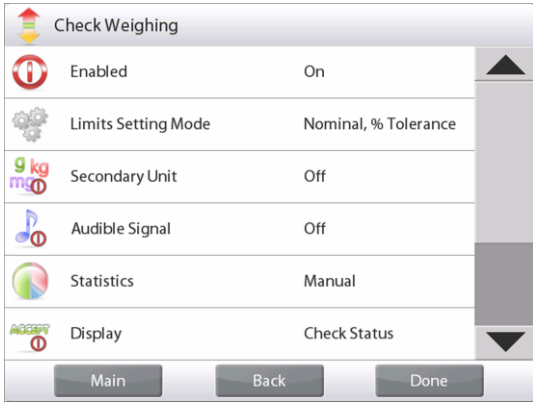 Check Weighing
Enabled On
Limits Setting Mode Nominal, % Tolerance
g kg
mg
Secondary Unit Off
Audible Signal Off
Statistics Manual
ACCEPT
Display Check Status
Main Back Done